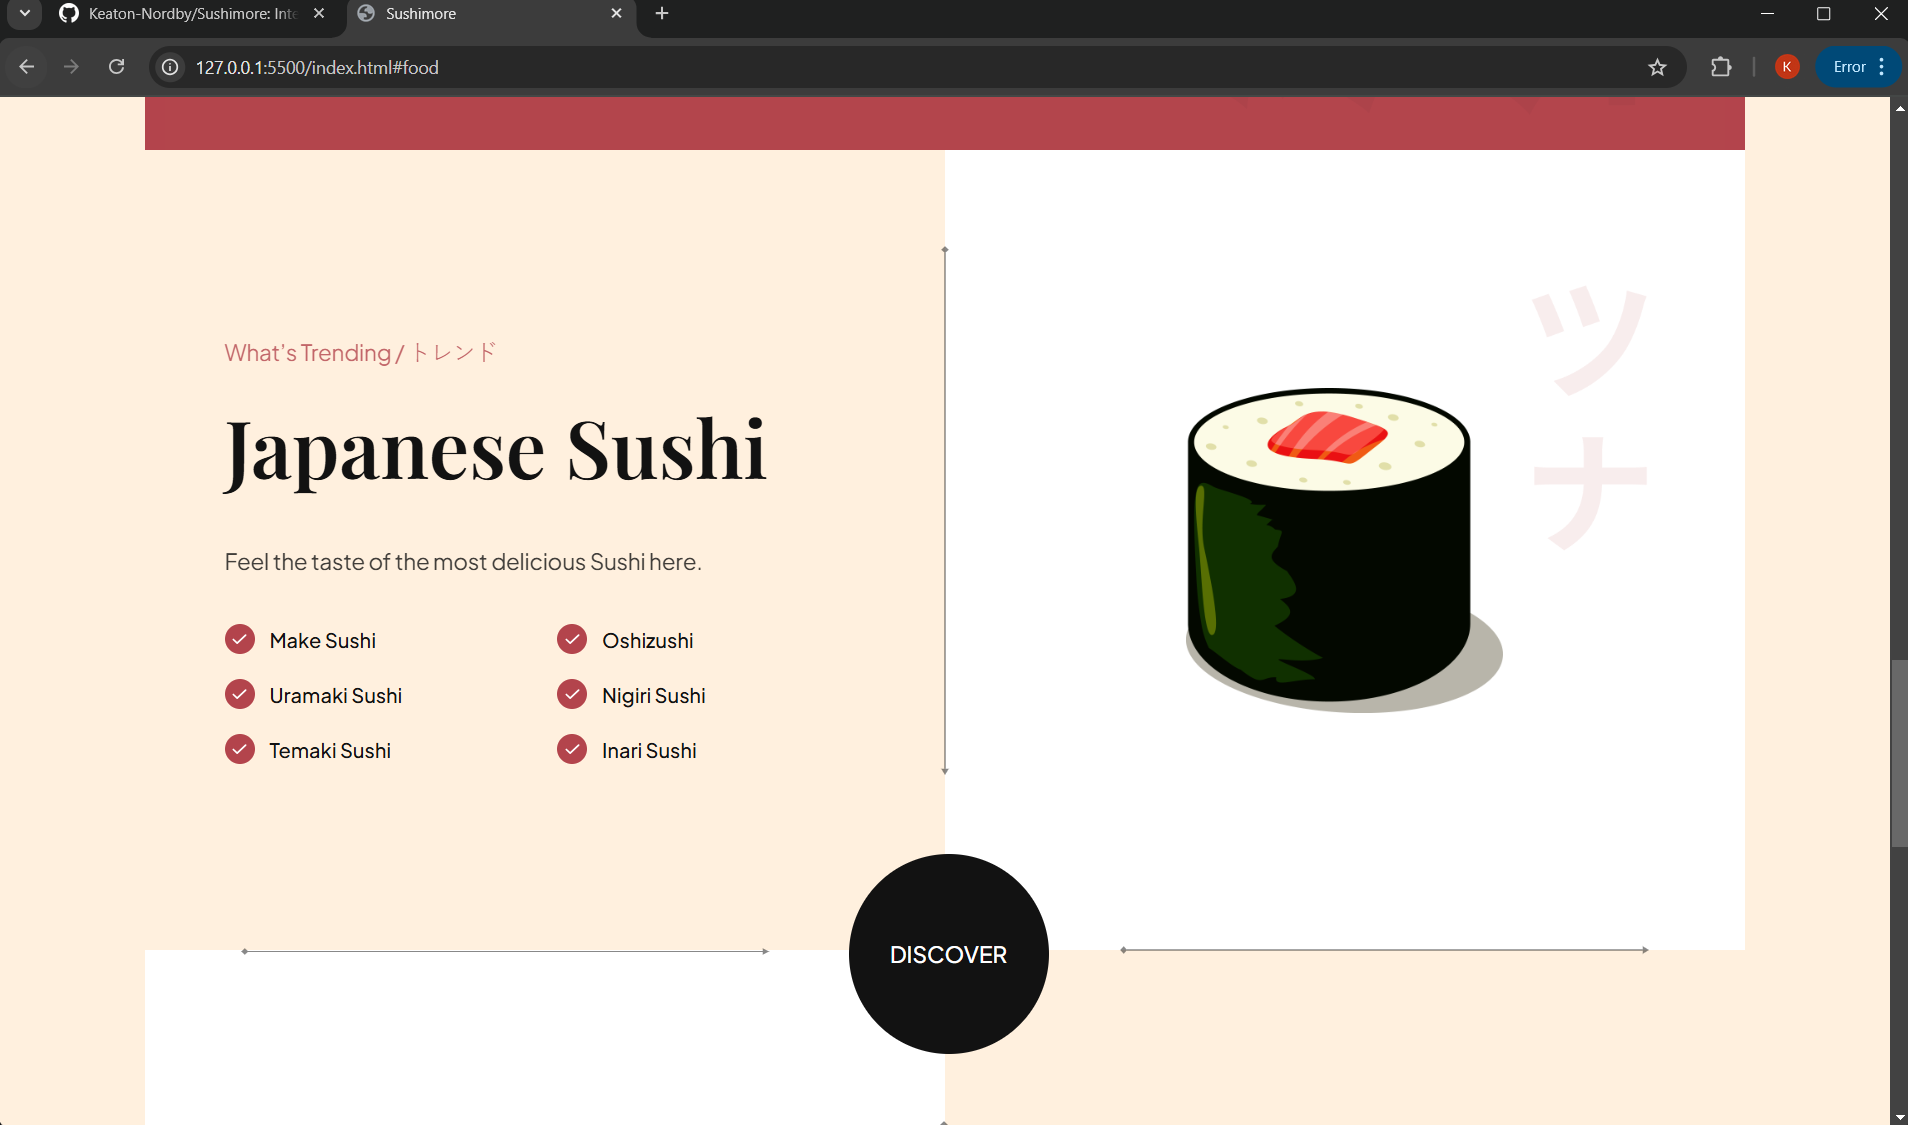 Keaton-Nordby/Sushimore: Inte
Sushimore
127.0.0.1:5500/index.html#food
K
Error
What’s Trending / トレンド
Japanese Sushi
Feel the taste of the most delicious Sushi here.
Make Sushi
Oshizushi
Uramaki Sushi
Nigiri Sushi
Temaki Sushi
Inari Sushi
ツ
ナ
DISCOVER